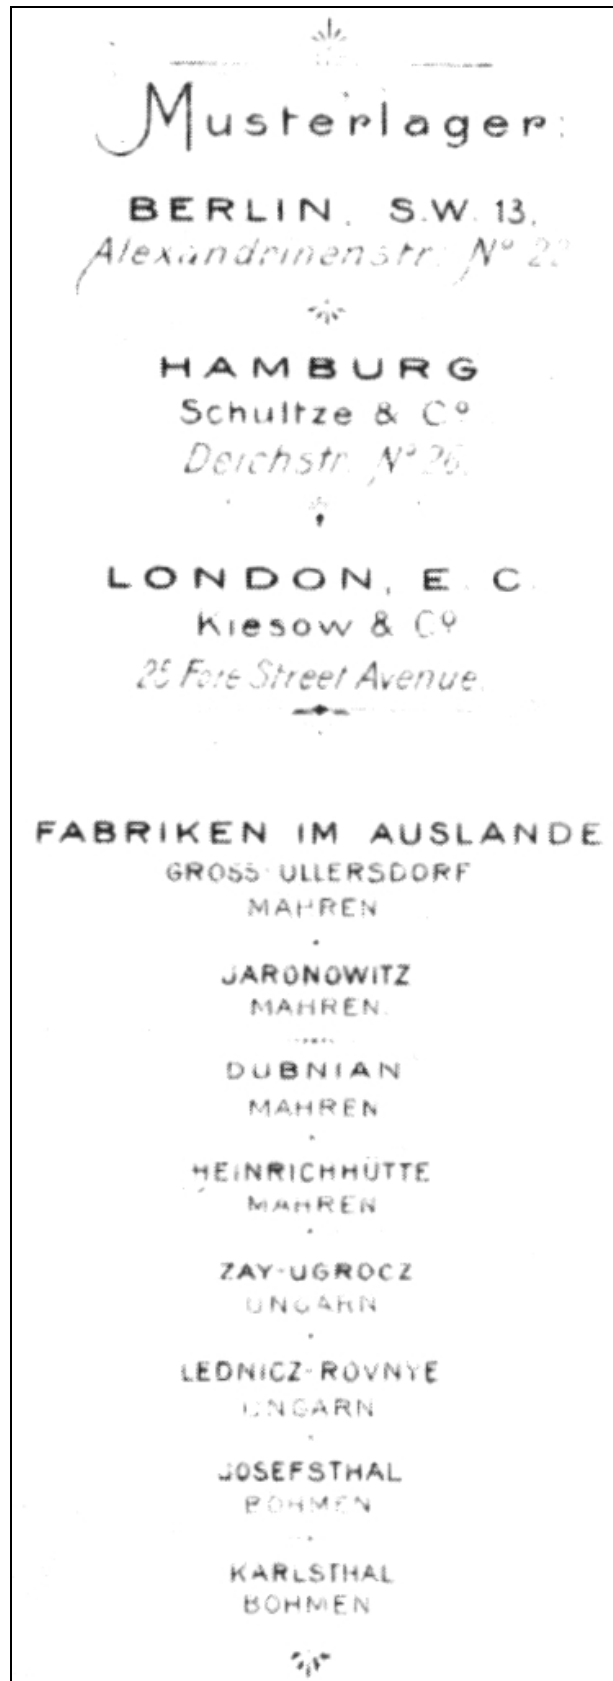 Musterlager:
BERLIN, S.W. 13,
Alexandrinenstr. Nº 22
HAMBURG
Schultze & Cº
Deichstr. Nº 26.
LONDON, E. C.
Kiesow & Cº
25 Fore Street Avenue.
FABRIKEN IM AUSLANDE
GROSS-ULLERSDORF
MAHREN
JARONOWITZ
MAHREN.
DUBNIAN
MAHREN
HEINRICHHÜTTE
MAHREN
ZAY-UGROCZ
UNGARN
LEDNICZ-ROVNYE
UNGARN
JOSEFSTHAL
BOHMEN
KARLSTHAL
BOHMEN